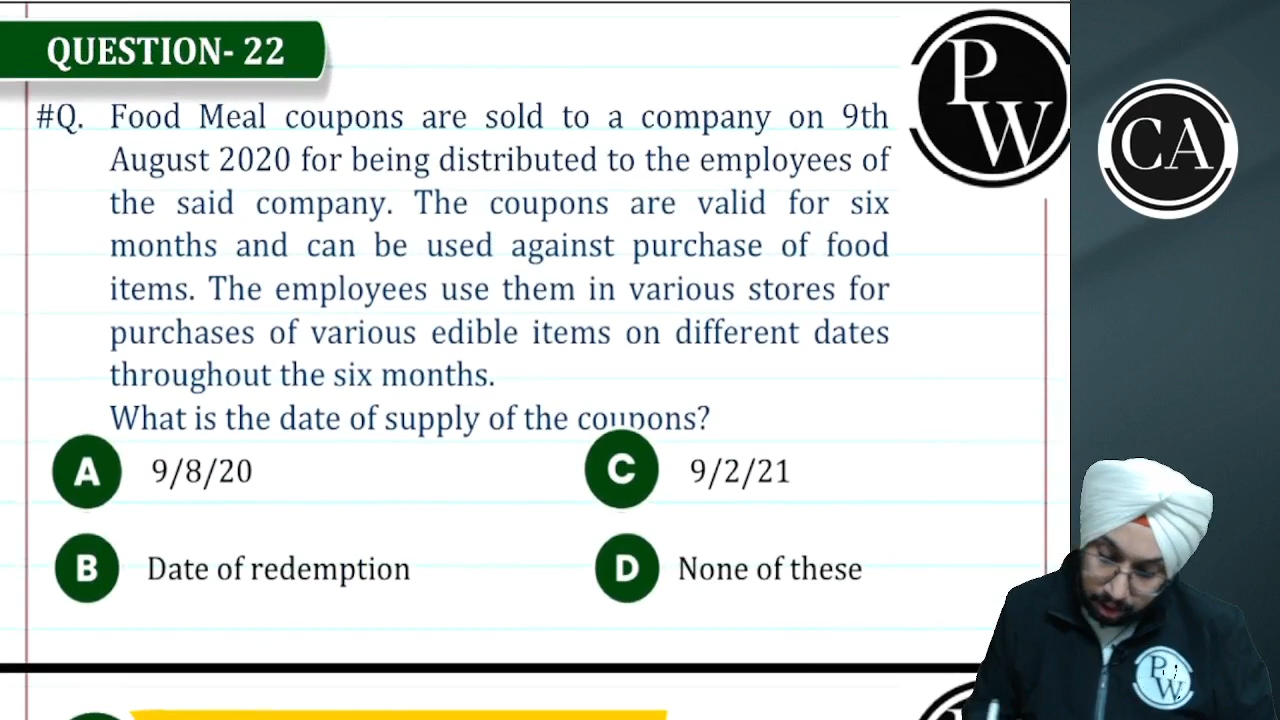 QUESTION- 22
#Q. Food Meal coupons are sold to a company on 9th
August 2020 for being distributed to the employees of
the said company. The coupons are valid for six
months and can be used against purchase of food
items. The employees use them in various stores for
purchases of various edible items on different dates
throughout the six months.
What is the date of supply of the coupons?
A 9/8/20
C 9/2/21
B Date of redemption
D None of these
PW
CA
PW